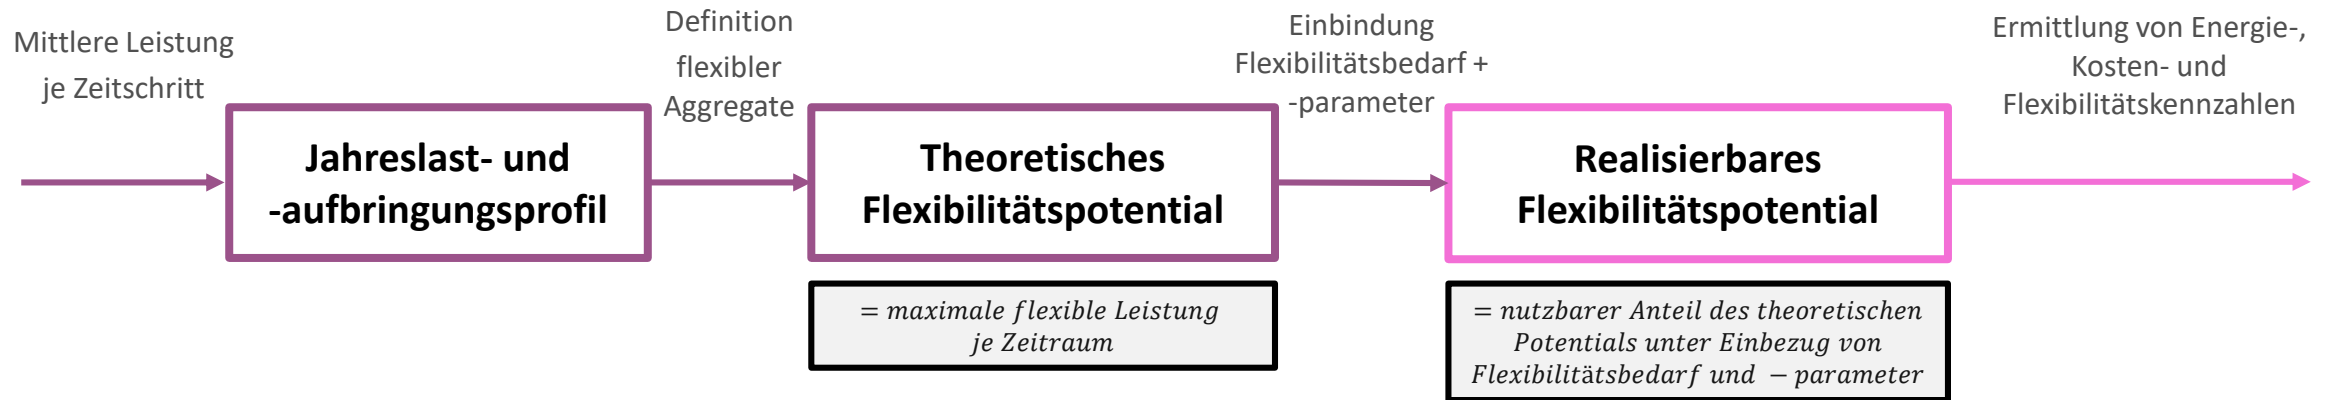 Mittlere Leistung
je Zeitschritt
Jahreslast- und
-aufbringungsprofil
Definition
flexibler
Aggregate
Theoretisches
Flexibilitätspotential
= maximale flexible Leistung
je Zeitraum
Einbindung
Flexibilitätsbedarf +
-parameter
Realisierbares
Flexibilitätspotential
= nutzbarer Anteil des theoretischen
Potentials unter Einbezug von
Flexibilitätsbedarf und − parameter
Ermittlung von Energie-,
Kosten- und
Flexibilitätskennzahlen